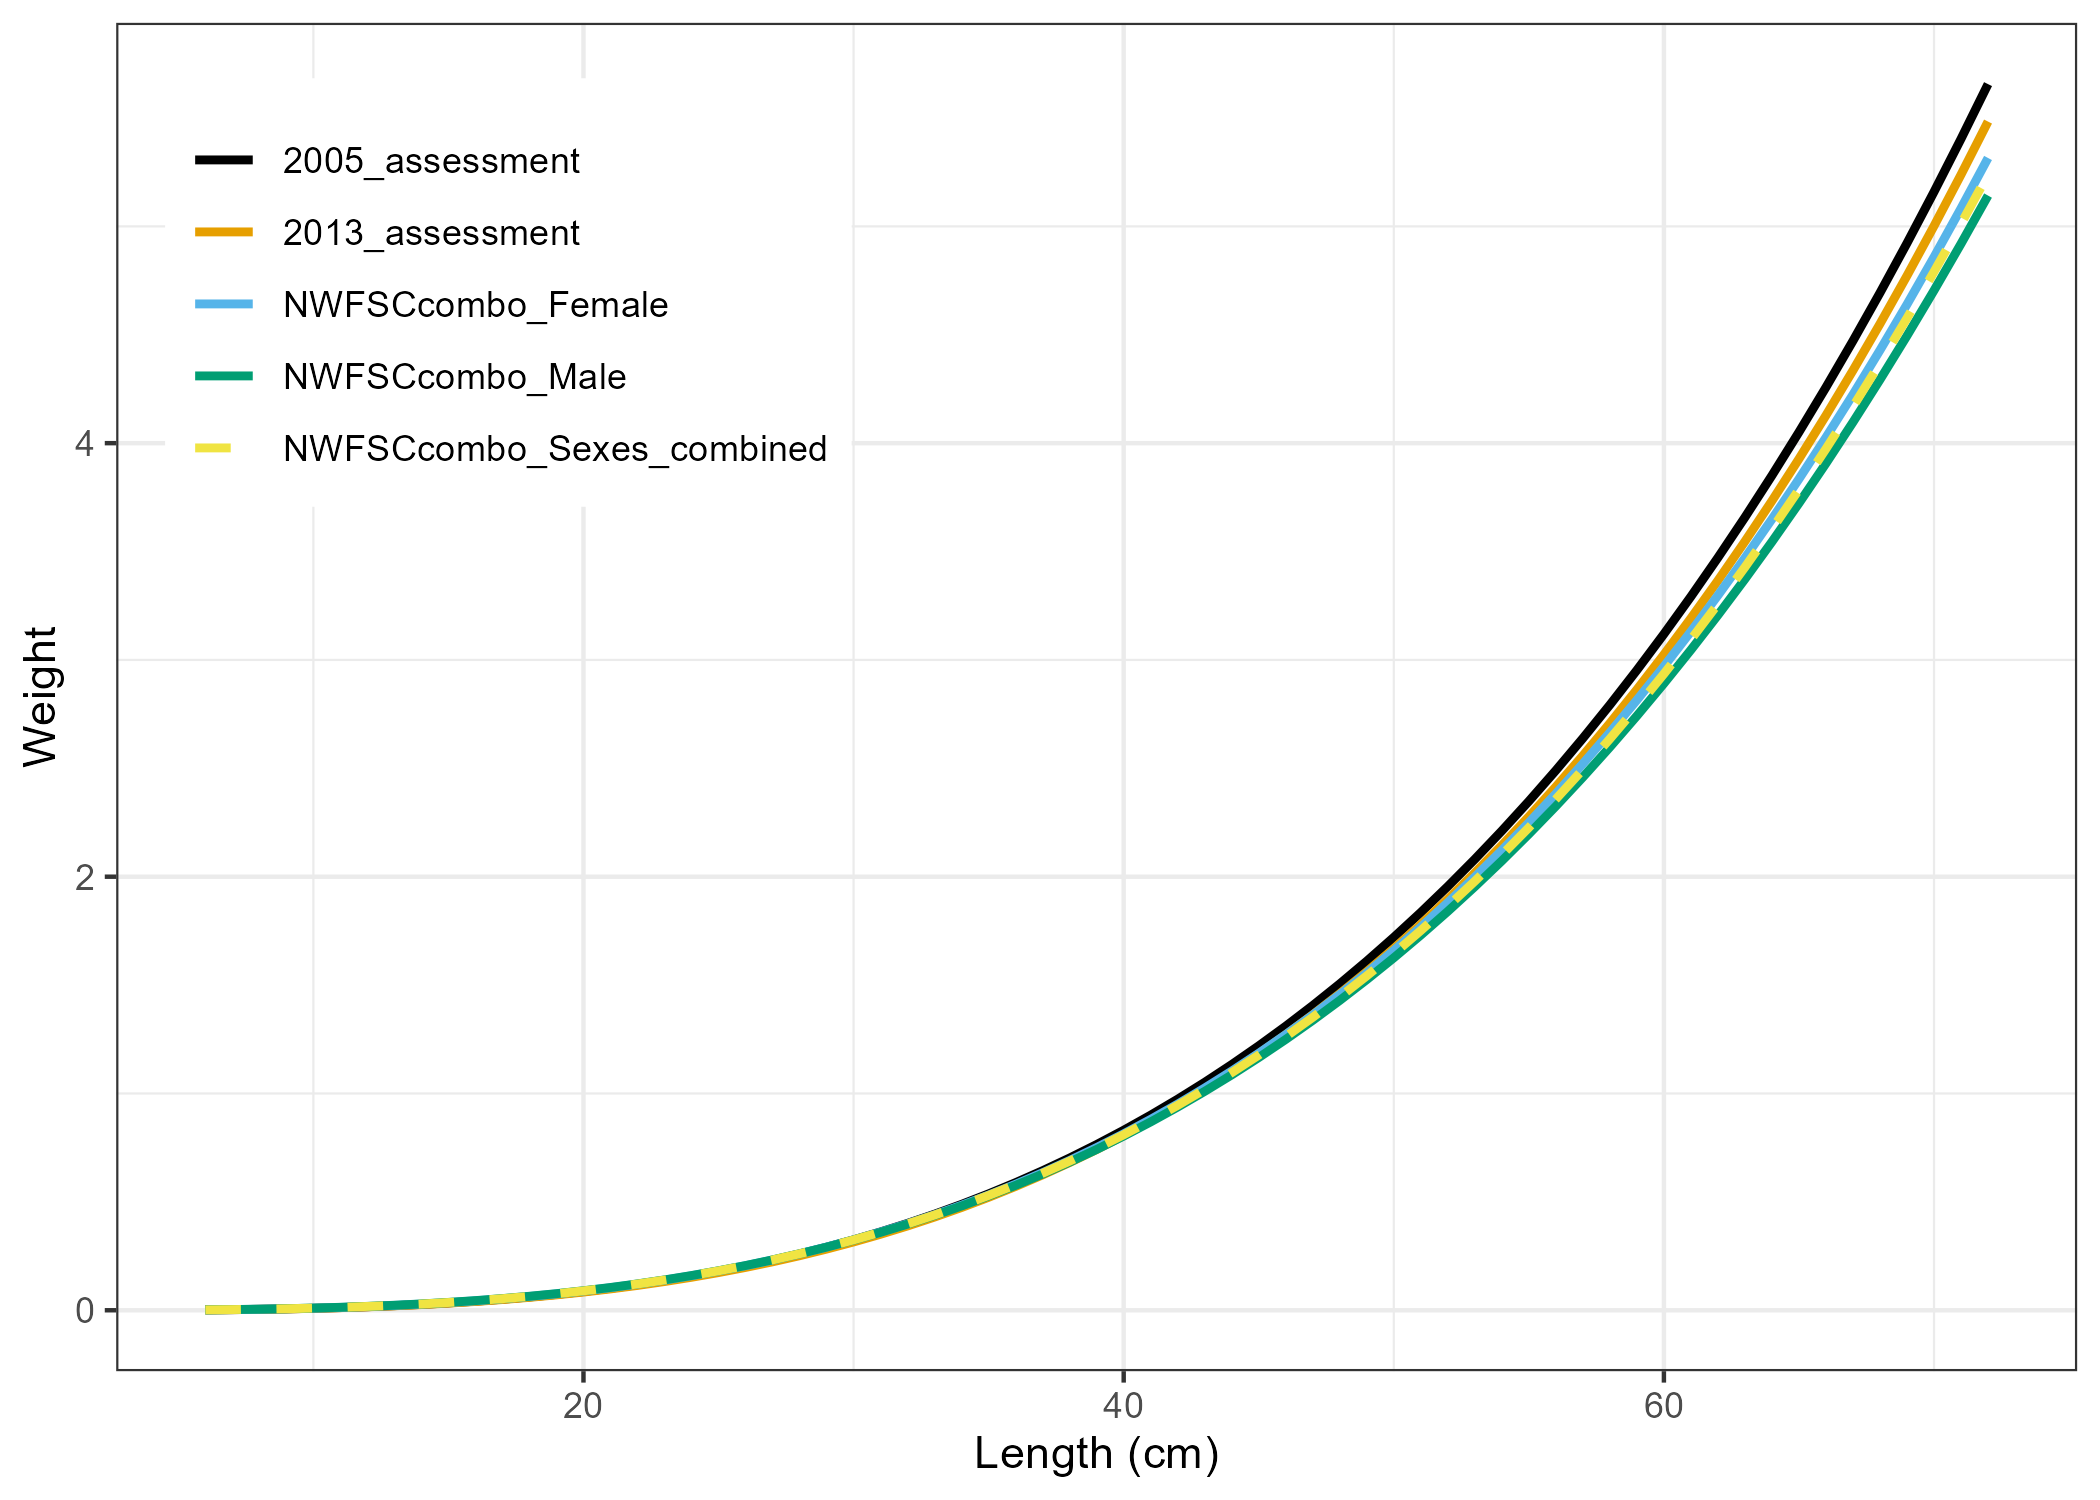 2005_assessment
2013_assessment
NWFSCcombo_Female
NWFSCcombo_Male
NWFSCcombo_Sexes_combined
4
2
0
Weight
20 40 60
Length (cm)